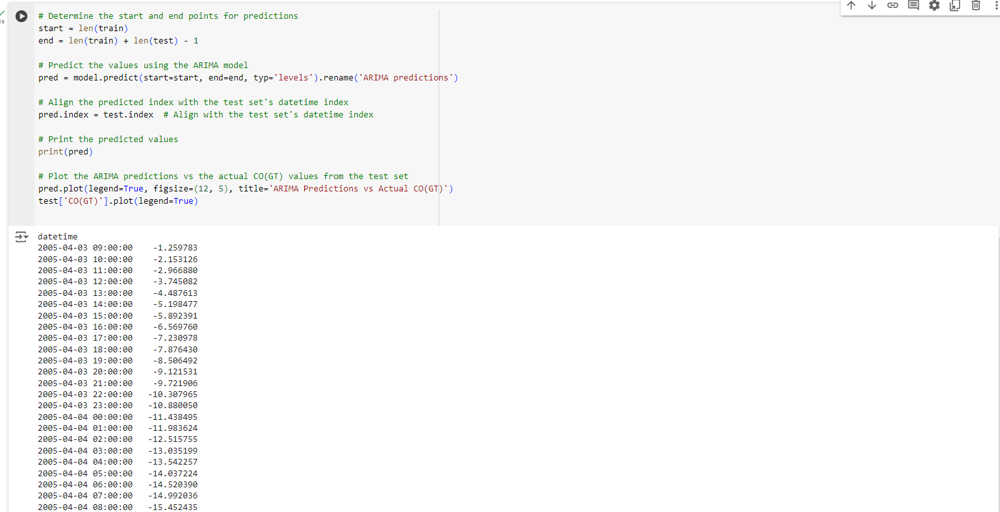 # Determine the start and end points for predictions
start = len(train)
end = len(train) + len(test) - 1
# Predict the values using the ARIMA model
pred = model.predict(start=start, end=end, typ='levels').rename('ARIMA predictions')
# Align the predicted index with the test set's datetime index
pred.index = test.index  # Align with the test set's datetime index
# Print the predicted values
print(pred)
# Plot the ARIMA predictions vs the actual CO(GT) values from the test set
pred.plot(legend=True, figsize=(12, 5), title='ARIMA Predictions vs Actual CO(GT)')
test['CO(GT)'].plot(legend=True)
datetime
2005-04-03 09:00:00    -1.259783
2005-04-03 10:00:00    -2.153126
2005-04-03 11:00:00    -2.966880
2005-04-03 12:00:00    -3.745082
2005-04-03 13:00:00    -4.487613
2005-04-03 14:00:00    -5.198477
2005-04-03 15:00:00    -5.892391
2005-04-03 16:00:00    -6.569760
2005-04-03 17:00:00    -7.230978
2005-04-03 18:00:00    -7.876430
2005-04-03 19:00:00    -8.506492
2005-04-03 20:00:00    -9.121531
2005-04-03 21:00:00    -9.721906
2005-04-03 22:00:00   -10.307965
2005-04-03 23:00:00   -10.880050
2005-04-04 00:00:00   -11.438495
2005-04-04 01:00:00   -11.983624
2005-04-04 02:00:00   -12.515755
2005-04-04 03:00:00   -13.035199
2005-04-04 04:00:00   -13.542257
2005-04-04 05:00:00   -14.037224
2005-04-04 06:00:00   -14.520390
2005-04-04 07:00:00   -14.992036
2005-04-04 08:00:00   -15.452435